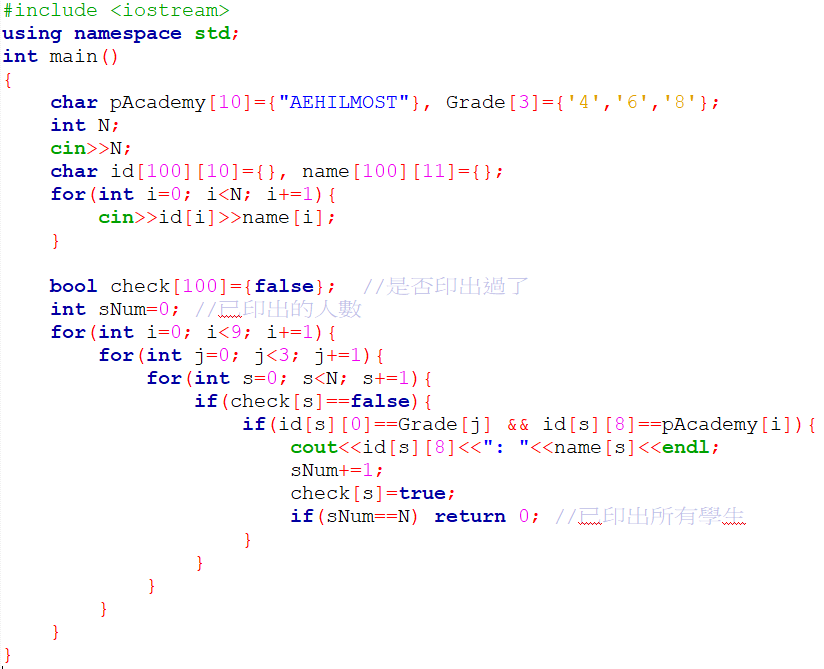 #include <iostream>
using namespace std;
int main()
{
    char pAcademy[10]={"AEHILMOST"}, Grade[3]={'4','6','8'};
    int N;
    cin>>N;
    char id[100][10]={}, name[100][11]={};
    for(int i=0; i<N; i+=1){
        cin>>id[i]>>name[i];
    }

    bool check[100]={false};  //是否印出過了
    int sNum=0; //已印出的人數
    for(int i=0; i<9; i+=1){
        for(int j=0; j<3; j+=1){
            for(int s=0; s<N; s+=1){
                if(check[s]==false){
                    if(id[s][0]==Grade[j] && id[s][8]==pAcademy[i]){
                        cout<<id[s][8]<<": "<<name[s]<<endl;
                        sNum+=1;
                        check[s]=true;
                        if(sNum==N) return 0; //已印出所有學生
                    }
                }
            }
        }
    }
}